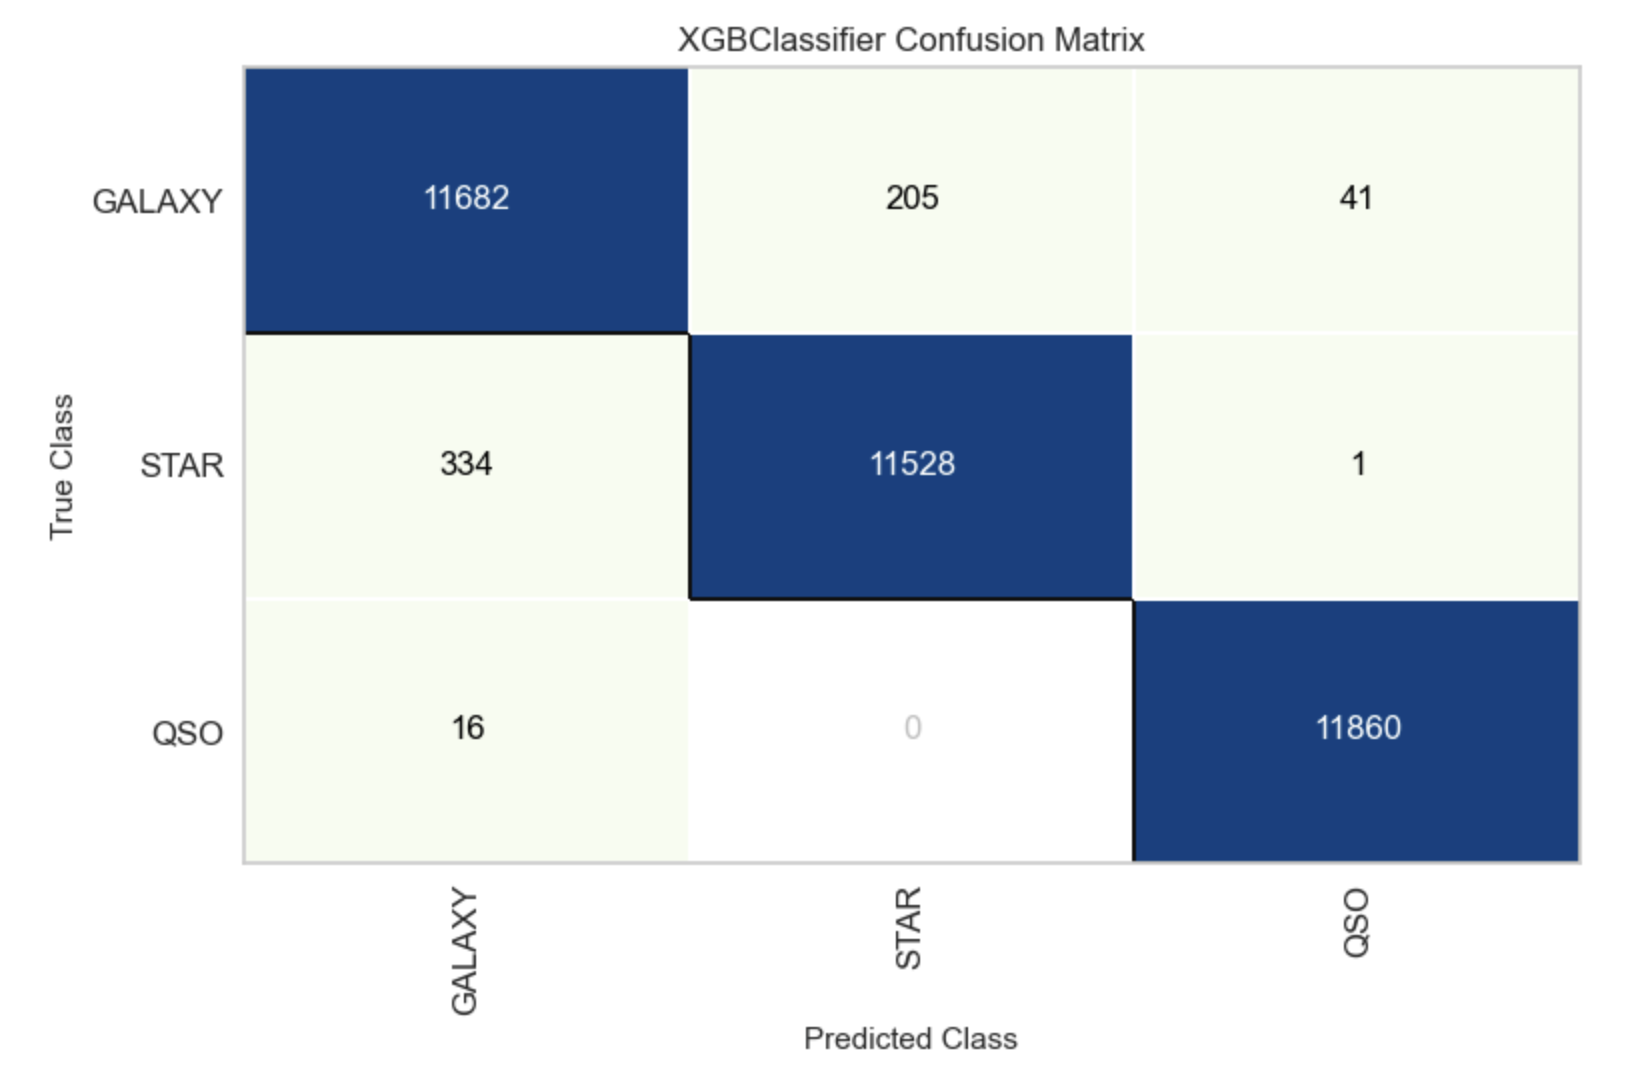 XGBClassifier Confusion Matrix
True Class
GALAXY 11682 205 41
STAR 334 11528 1
QSO 16 0 11860
GALAXY STAR QSO
Predicted Class